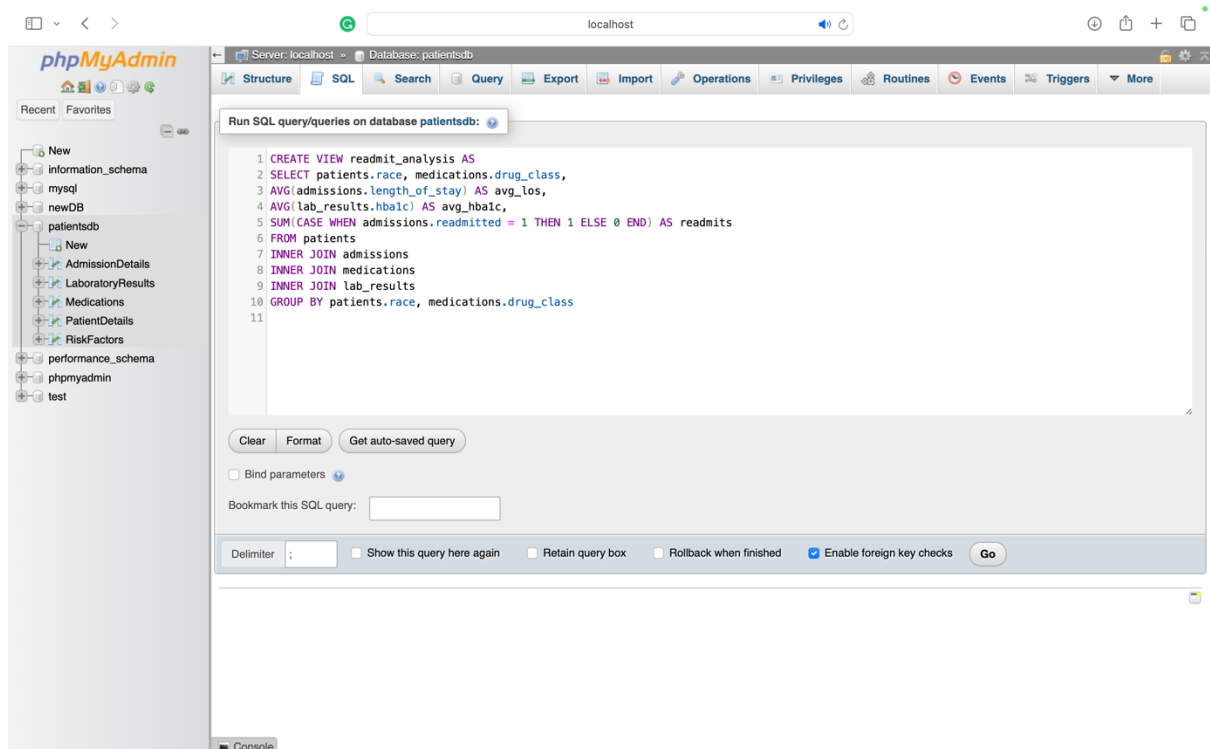 localhost
phpMyAdmin
Recent Favorites
New
information_schema
mysql
newDB
patientsdb
New
AdmissionDetails
LaboratoryResults
Medications
PatientDetails
RiskFactors
performance_schema
phpmyadmin
test
Server: localhost » Database: patientsdb
Structure SQL Search Query Export Import Operations Privileges Routines Events Triggers More
Run SQL query/queries on database patientsdb:
1 CREATE VIEW readmit_analysis AS
2 SELECT patients.race, medications.drug_class,
3 AVG(admissions.length_of_stay) AS avg_los,
4 AVG(lab_results.hba1c) AS avg_hba1c,
5 SUM(CASE WHEN admissions.readmitted = 1 THEN 1 ELSE 0 END) AS readmits
6 FROM patients
7 INNER JOIN admissions
8 INNER JOIN medications
9 INNER JOIN lab_results
10 GROUP BY patients.race, medications.drug_class
11
Clear Format Get auto-saved query
Bind parameters
Bookmark this SQL query:
Delimiter ; Show this query here again Retain query box Rollback when finished Enable foreign key checks Go
Console